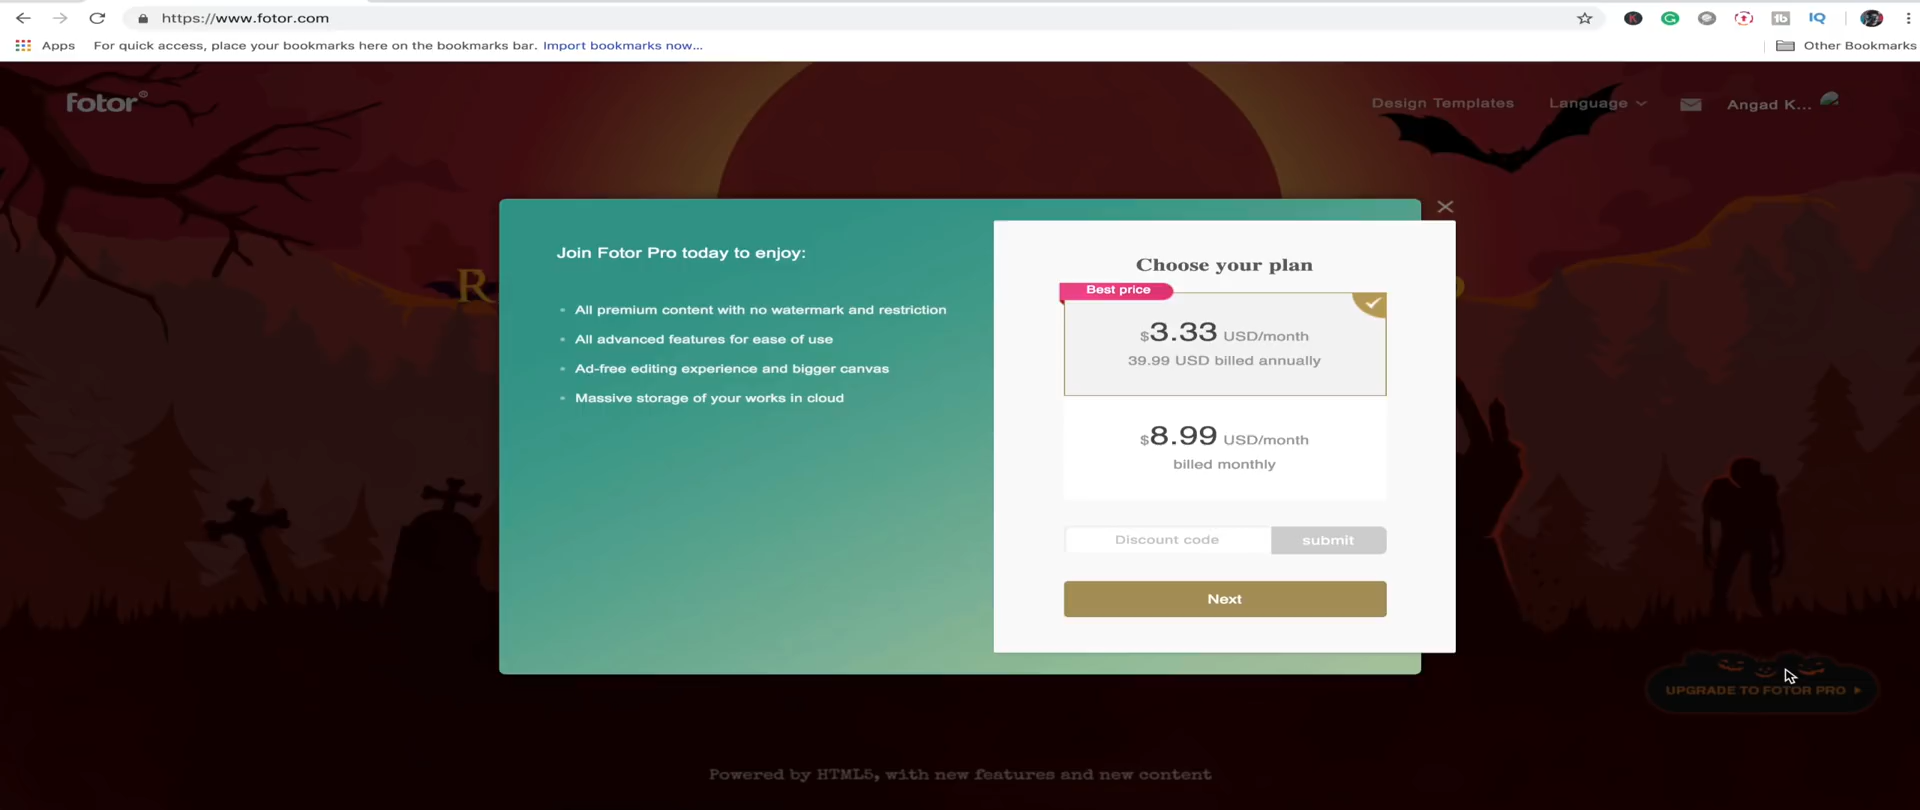 https://www.fotor.com
Apps For quick access, place your bookmarks here on the bookmarks bar. Import bookmarks now... Other Bookmarks
fotor®
Design Templates Language Angad K...
R
Join Fotor Pro today to enjoy:
• All premium content with no watermark and restriction
• All advanced features for ease of use
• Ad-free editing experience and bigger canvas
• Massive storage of your works in cloud
Choose your plan
Best price
$3.33 USD/month
39.99 USD billed annually
$8.99 USD/month
billed monthly
Discount code submit
Next
UPGRADE TO FOTOR PRO
Powered by HTML5, with new features and new content